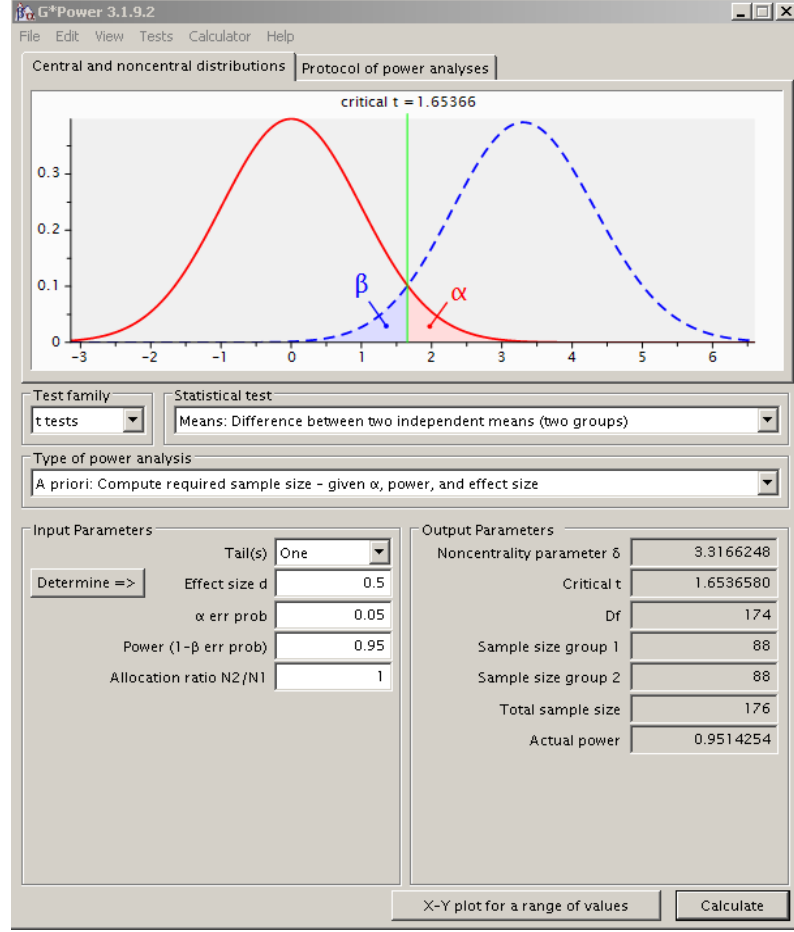 βα G*Power 3.1.9.2
File Edit View Tests Calculator Help
Central and noncentral distributions Protocol of power analyses
critical t = 1.65366
0.3
0.2
0.1
0
β
α
-3 -2 -1 0 1 2 3 4 5 6
Test family Statistical test
t tests Means: Difference between two independent means (two groups)
Type of power analysis
A priori: Compute required sample size – given α, power, and effect size
Input Parameters
Tail(s) One
Determine => Effect size d 0.5
α err prob 0.05
Power (1-β err prob) 0.95
Allocation ratio N2/N1 1
Output Parameters
Noncentrality parameter δ 3.3166248
Critical t 1.6536580
Df 174
Sample size group 1 88
Sample size group 2 88
Total sample size 176
Actual power 0.9514254
X-Y plot for a range of values Calculate